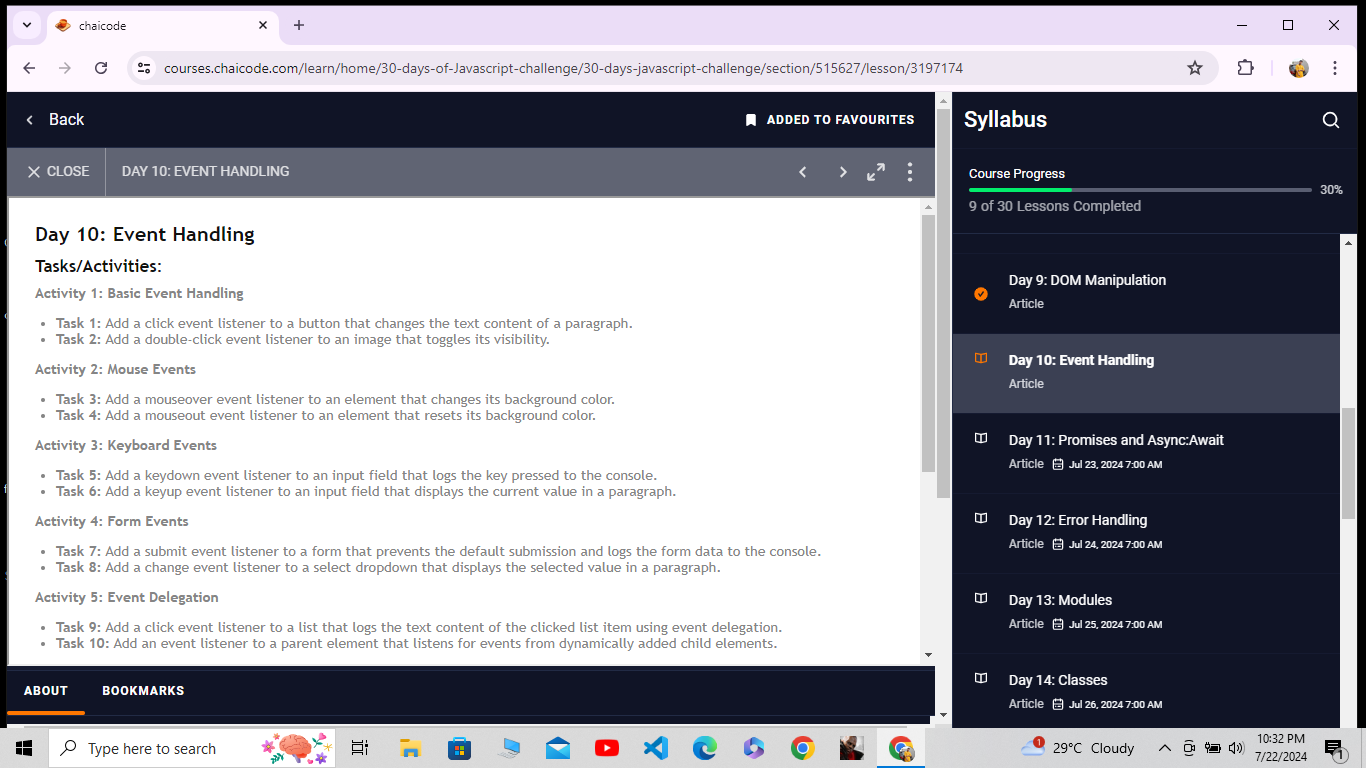 chaicode
courses.chaicode.com/learn/home/30-days-of-Javascript-challenge/30-days-javascript-challenge/section/515627/lesson/3197174
Back
ADDED TO FAVOURITES
CLOSE
DAY 10: EVENT HANDLING
Day 10: Event Handling
Tasks/Activities:
Activity 1: Basic Event Handling
Task 1: Add a click event listener to a button that changes the text content of a paragraph.
Task 2: Add a double-click event listener to an image that toggles its visibility.
Activity 2: Mouse Events
Task 3: Add a mouseover event listener to an element that changes its background color.
Task 4: Add a mouseout event listener to an element that resets its background color.
Activity 3: Keyboard Events
Task 5: Add a keydown event listener to an input field that logs the key pressed to the console.
Task 6: Add a keyup event listener to an input field that displays the current value in a paragraph.
Activity 4: Form Events
Task 7: Add a submit event listener to a form that prevents the default submission and logs the form data to the console.
Task 8: Add a change event listener to a select dropdown that displays the selected value in a paragraph.
Activity 5: Event Delegation
Task 9: Add a click event listener to a list that logs the text content of the clicked list item using event delegation.
Task 10: Add an event listener to a parent element that listens for events from dynamically added child elements.
ABOUT
BOOKMARKS
Syllabus
Course Progress
30%
9 of 30 Lessons Completed
Day 9: DOM Manipulation
Article
Day 10: Event Handling
Article
Day 11: Promises and Async:Await
Article Jul 23, 2024 7:00 AM
Day 12: Error Handling
Article Jul 24, 2024 7:00 AM
Day 13: Modules
Article Jul 25, 2024 7:00 AM
Day 14: Classes
Article Jul 26, 2024 7:00 AM
Type here to search
1
29°C Cloudy
10:32 PM
7/22/2024
1